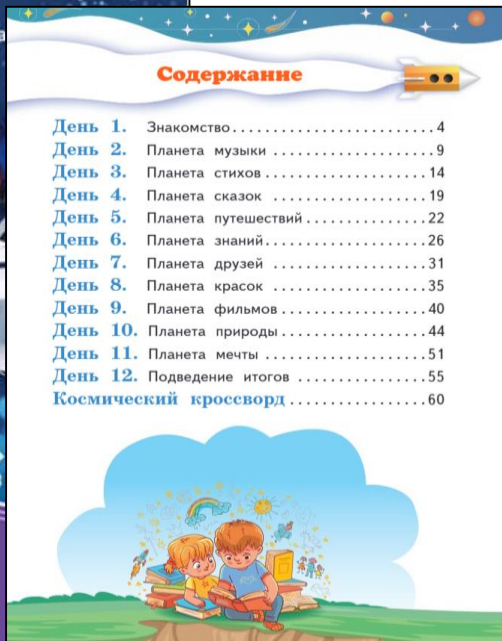 Содержание
День 1. Знакомство.........................4
День 2. Планета музыки....................9
День 3. Планета стихов...................14
День 4. Планета сказок...................19
День 5. Планета путешествий..............22
День 6. Планета знаний...................26
День 7. Планета друзей...................31
День 8. Планета красок...................35
День 9. Планета фильмов..................40
День 10. Планета природы.................44
День 11. Планета мечты...................51
День 12. Подведение итогов...............55
Космический кроссворд....................60